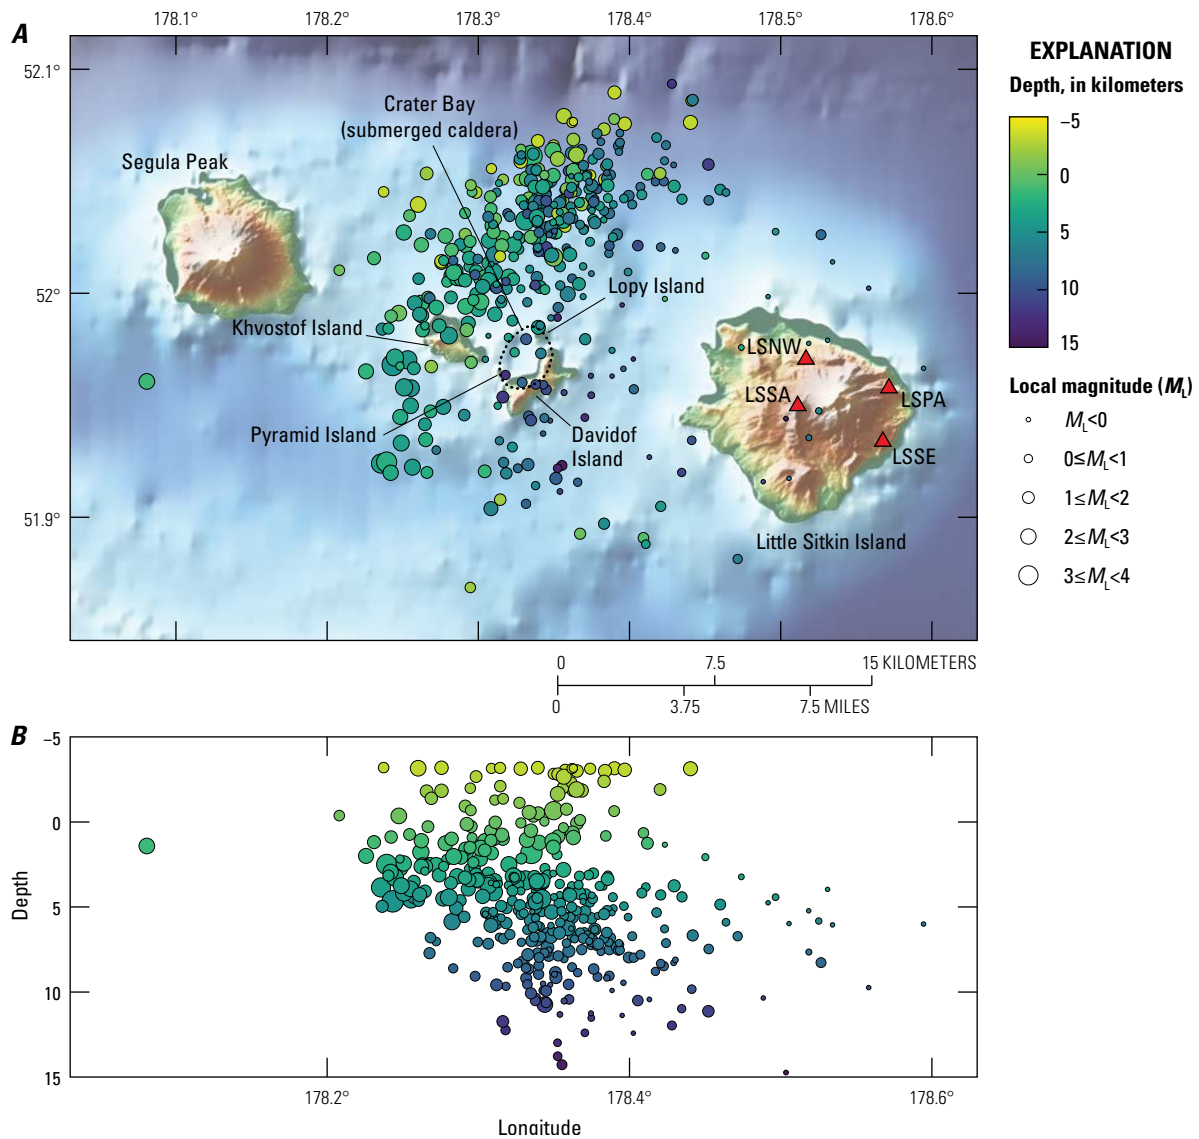 A
178.1° 178.2° 178.3° 178.4° 178.5° 178.6°
52.1°
52°
51.9°
Crater Bay
(submerged caldera)
Segula Peak
Lopy Island
Khvostof Island
LSNW
LSSA
LSPA
LSSE
Pyramid Island
Davidof
Island
Little Sitkin Island
0 7.5 15 KILOMETERS
0 3.75 7.5 MILES
EXPLANATION
Depth, in kilometers
–5
0
5
10
15
Local magnitude (ML)
ML<0
0≤ML<1
1≤ML<2
2≤ML<3
3≤ML<4
B
–5
0
5
10
15
Depth
178.2° 178.4° 178.6°
Longitude